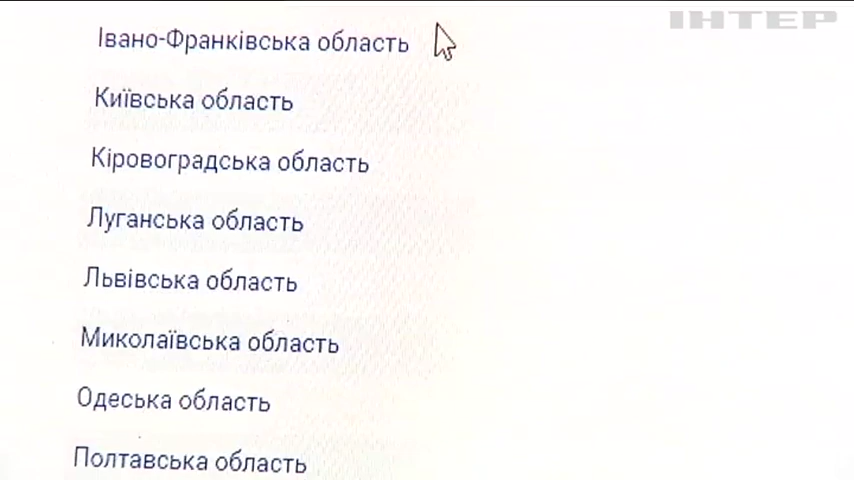 ІНТЕР
Івано-Франківська область
Київська область
Кіровоградська область
Луганська область
Львівська область
Миколаївська область
Одеська область
Полтавська область